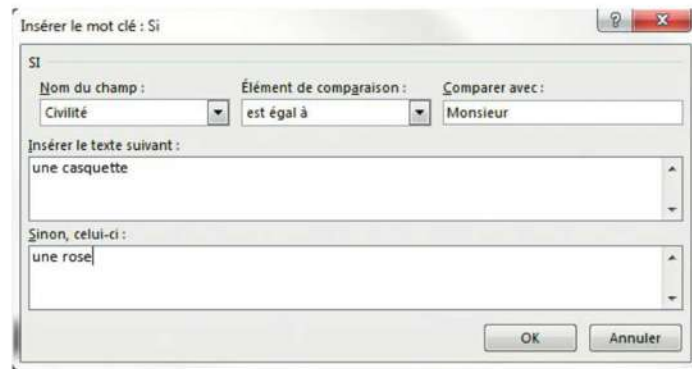 Insérer le mot clé : Si
SI
Nom du champ : Élément de comparaison : Comparer avec :
Civilité est égal à Monsieur
Insérer le texte suivant :
une casquette
Sinon, celui-ci :
une rose
OK Annuler